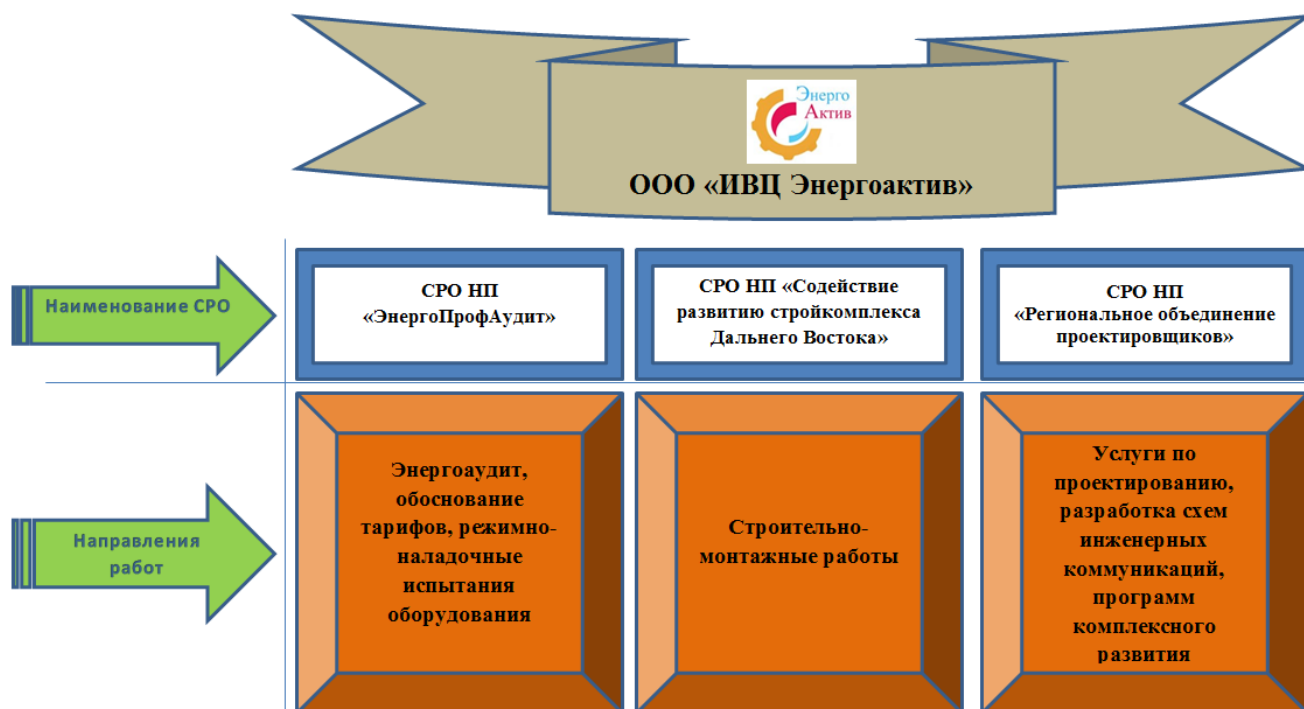 Энерго
Актив
ООО «ИВЦ Энергоактив»
Наименование СРО
СРО НП
«ЭнергоПрофАудит»
СРО НП «Содействие
развитию стройкомплекса
Дальнего Востока»
СРО НП
«Региональное объединение
проектировщиков»
Направления
работ
Энергоаудит,
обоснование
тарифов, режимно-
наладочные
испытания
оборудования
Строительно-
монтажные работы
Услуги по
проектированию,
разработка схем
инженерных
коммуникаций,
программ
комплексного
развития